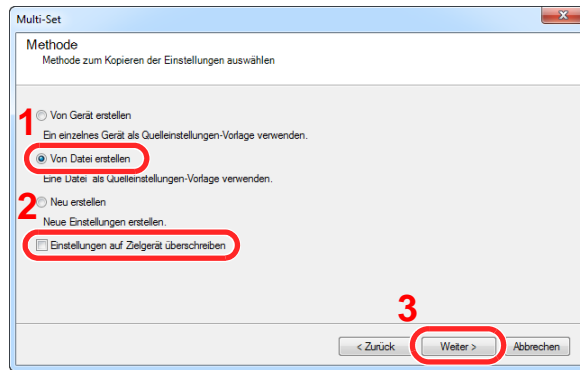 Multi-Set
Methode
Methode zum Kopieren der Einstellungen auswählen
1
Von Gerät erstellen
Ein einzelnes Gerät als Quelleinstellungen-Vorlage verwenden.
Von Datei erstellen
Eine Datei als Quelleinstellungen-Vorlage verwenden.
2
Neu erstellen
Neue Einstellungen erstellen.
Einstellungen auf Zielgerät überschreiben
3
< Zurück Weiter > Abbrechen